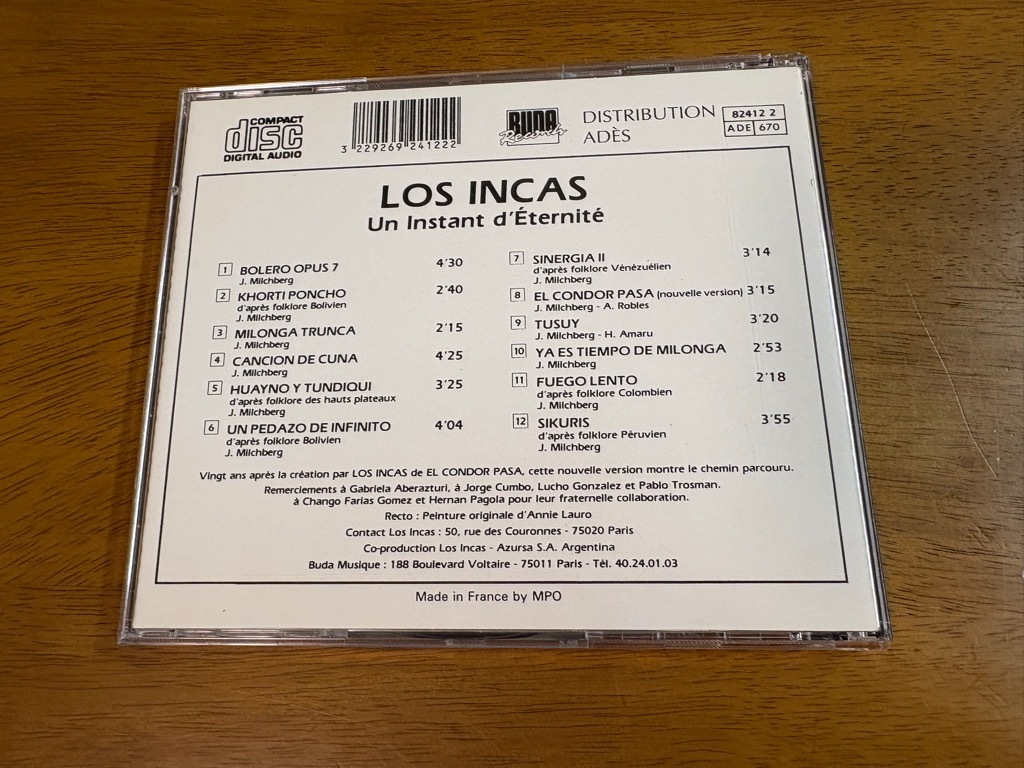 COMPACT
disc
DIGITAL AUDIO
3 229269 241222
BUDA
Records
DISTRIBUTION
ADÈS
82412 2
ADE 670
LOS INCAS
Un Instant d'Éternité
1 BOLERO OPUS 7 4'30
J. Milchberg
2 KHORTI PONCHO 2'40
d'après folklore Bolivien
J. Milchberg
3 MILONGA TRUNCA 2'15
J. Milchberg
4 CANCION DE CUNA 4'25
J. Milchberg
5 HUAYNO Y TUNDIQUI 3'25
d'après folklore des hauts plateaux
J. Milchberg
6 UN PEDAZO DE INFINITO 4'04
d'après folklore Bolivien
J. Milchberg
7 SINERGIA II 3'14
d'après folklore Vénézuélien
J. Milchberg
8 EL CONDOR PASA (nouvelle version) 3'15
J. Milchberg - A. Robles
9 TUSUY 3'20
J. Milchberg - H. Amaru
10 YA ES TIEMPO DE MILONGA 2'53
J. Milchberg
11 FUEGO LENTO 2'18
d'après folklore Colombien
J. Milchberg
12 SIKURIS 3'55
d'après folklore Péruvien
J. Milchberg
Vingt ans après la création par LOS INCAS de EL CONDOR PASA, cette nouvelle version montre le chemin parcouru.
Remerciements à Gabriela Aberazturi, à Jorge Cumbo, Lucho Gonzalez et Pablo Trosman.
à Chango Farias Gomez et Hernan Pagola pour leur fraternelle collaboration.
Recto : Peinture originale d'Annie Lauro
Contact Los Incas : 50, rue des Couronnes - 75020 Paris
Co-production Los Incas - Azursa S.A. Argentina
Buda Musique : 188 Boulevard Voltaire - 75011 Paris - Tél. 40.24.01.03
Made in France by MPO